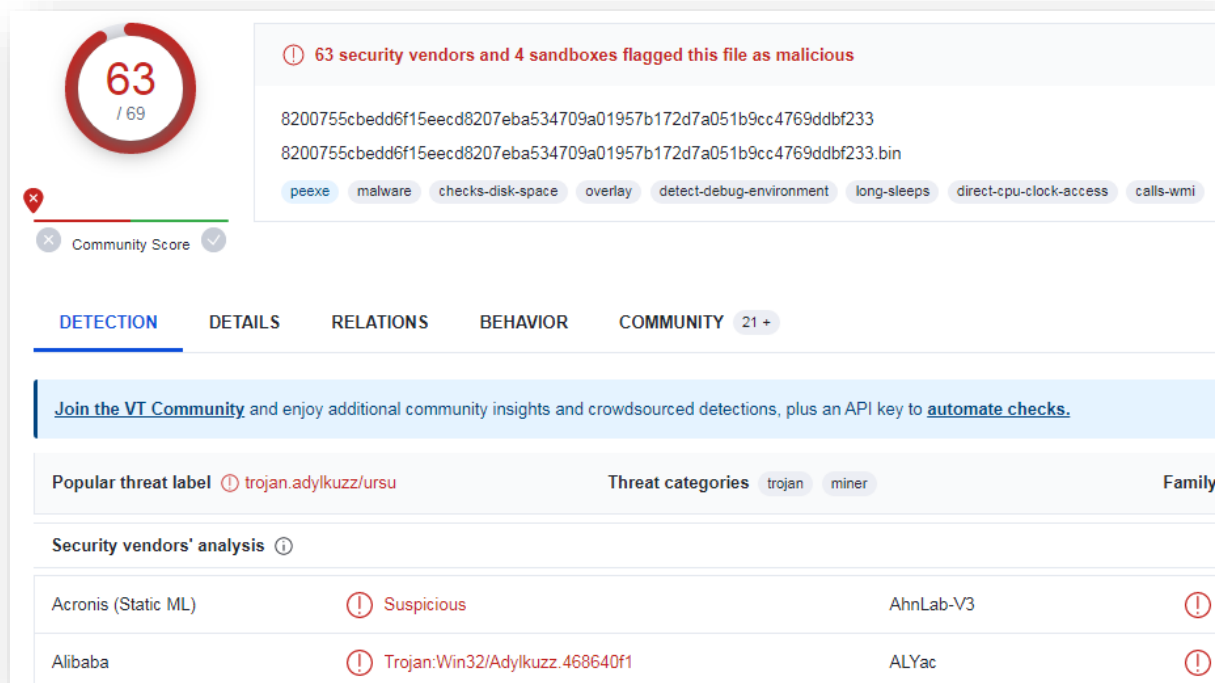 63
/ 69
63 security vendors and 4 sandboxes flagged this file as malicious
8200755cbedd6f15eecd8207eba534709a01957b172d7a051b9cc4769ddbf233
8200755cbedd6f15eecd8207eba534709a01957b172d7a051b9cc4769ddbf233.bin
peexe malware checks-disk-space overlay detect-debug-environment long-sleeps direct-cpu-clock-access calls-wmi
Community Score
DETECTION DETAILS RELATIONS BEHAVIOR COMMUNITY 21 +
Join the VT Community and enjoy additional community insights and crowdsourced detections, plus an API key to automate checks.
Popular threat label trojan.adylkuzz/ursu Threat categories trojan miner Family
Security vendors' analysis
Acronis (Static ML) Suspicious AhnLab-V3
Alibaba Trojan:Win32/Adylkuzz.468640f1 ALYac